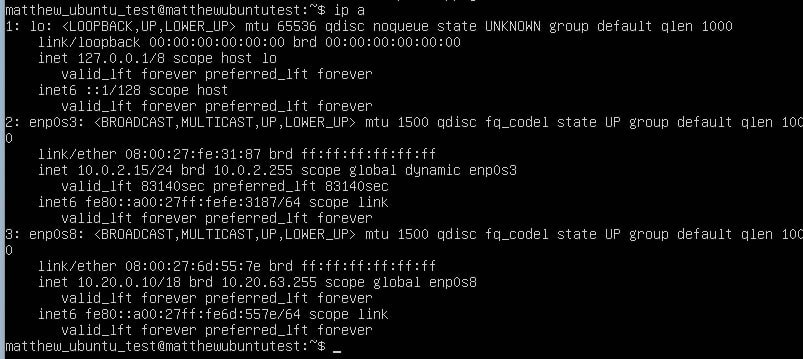 matthew_ubuntu_test@matthewubuntutest:~$ ip a
1: lo: <LOOPBACK,UP,LOWER_UP> mtu 65536 qdisc noqueue state UNKNOWN group default qlen 1000
    link/loopback 00:00:00:00:00:00 brd 00:00:00:00:00:00
    inet 127.0.0.1/8 scope host lo
       valid_lft forever preferred_lft forever
    inet6 ::1/128 scope host
       valid_lft forever preferred_lft forever
2: enp0s3: <BROADCAST,MULTICAST,UP,LOWER_UP> mtu 1500 qdisc fq_codel state UP group default qlen 100
0
    link/ether 08:00:27:fe:31:87 brd ff:ff:ff:ff:ff:ff
    inet 10.0.2.15/24 brd 10.0.2.255 scope global dynamic enp0s3
       valid_lft 83140sec preferred_lft 83140sec
    inet6 fe80::a00:27ff:fefe:3187/64 scope link
       valid_lft forever preferred_lft forever
3: enp0s8: <BROADCAST,MULTICAST,UP,LOWER_UP> mtu 1500 qdisc fq_codel state UP group default qlen 100
0
    link/ether 08:00:27:6d:55:7e brd ff:ff:ff:ff:ff:ff
    inet 10.20.0.10/18 brd 10.20.63.255 scope global enp0s8
       valid_lft forever preferred_lft forever
    inet6 fe80::a00:27ff:fe6d:557e/64 scope link
       valid_lft forever preferred_lft forever
matthew_ubuntu_test@matthewubuntutest:~$ _